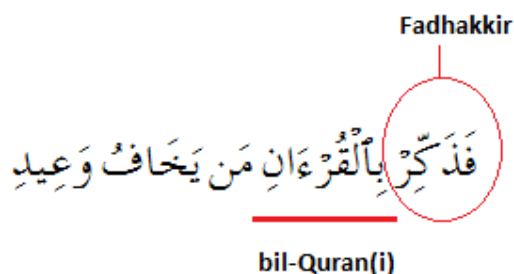 Fadhakkir
فَذَكِّرْ بِٱلْقُرْءَانِ مَن يَخَافُ وَعِيدِ
bil-Quran(i)